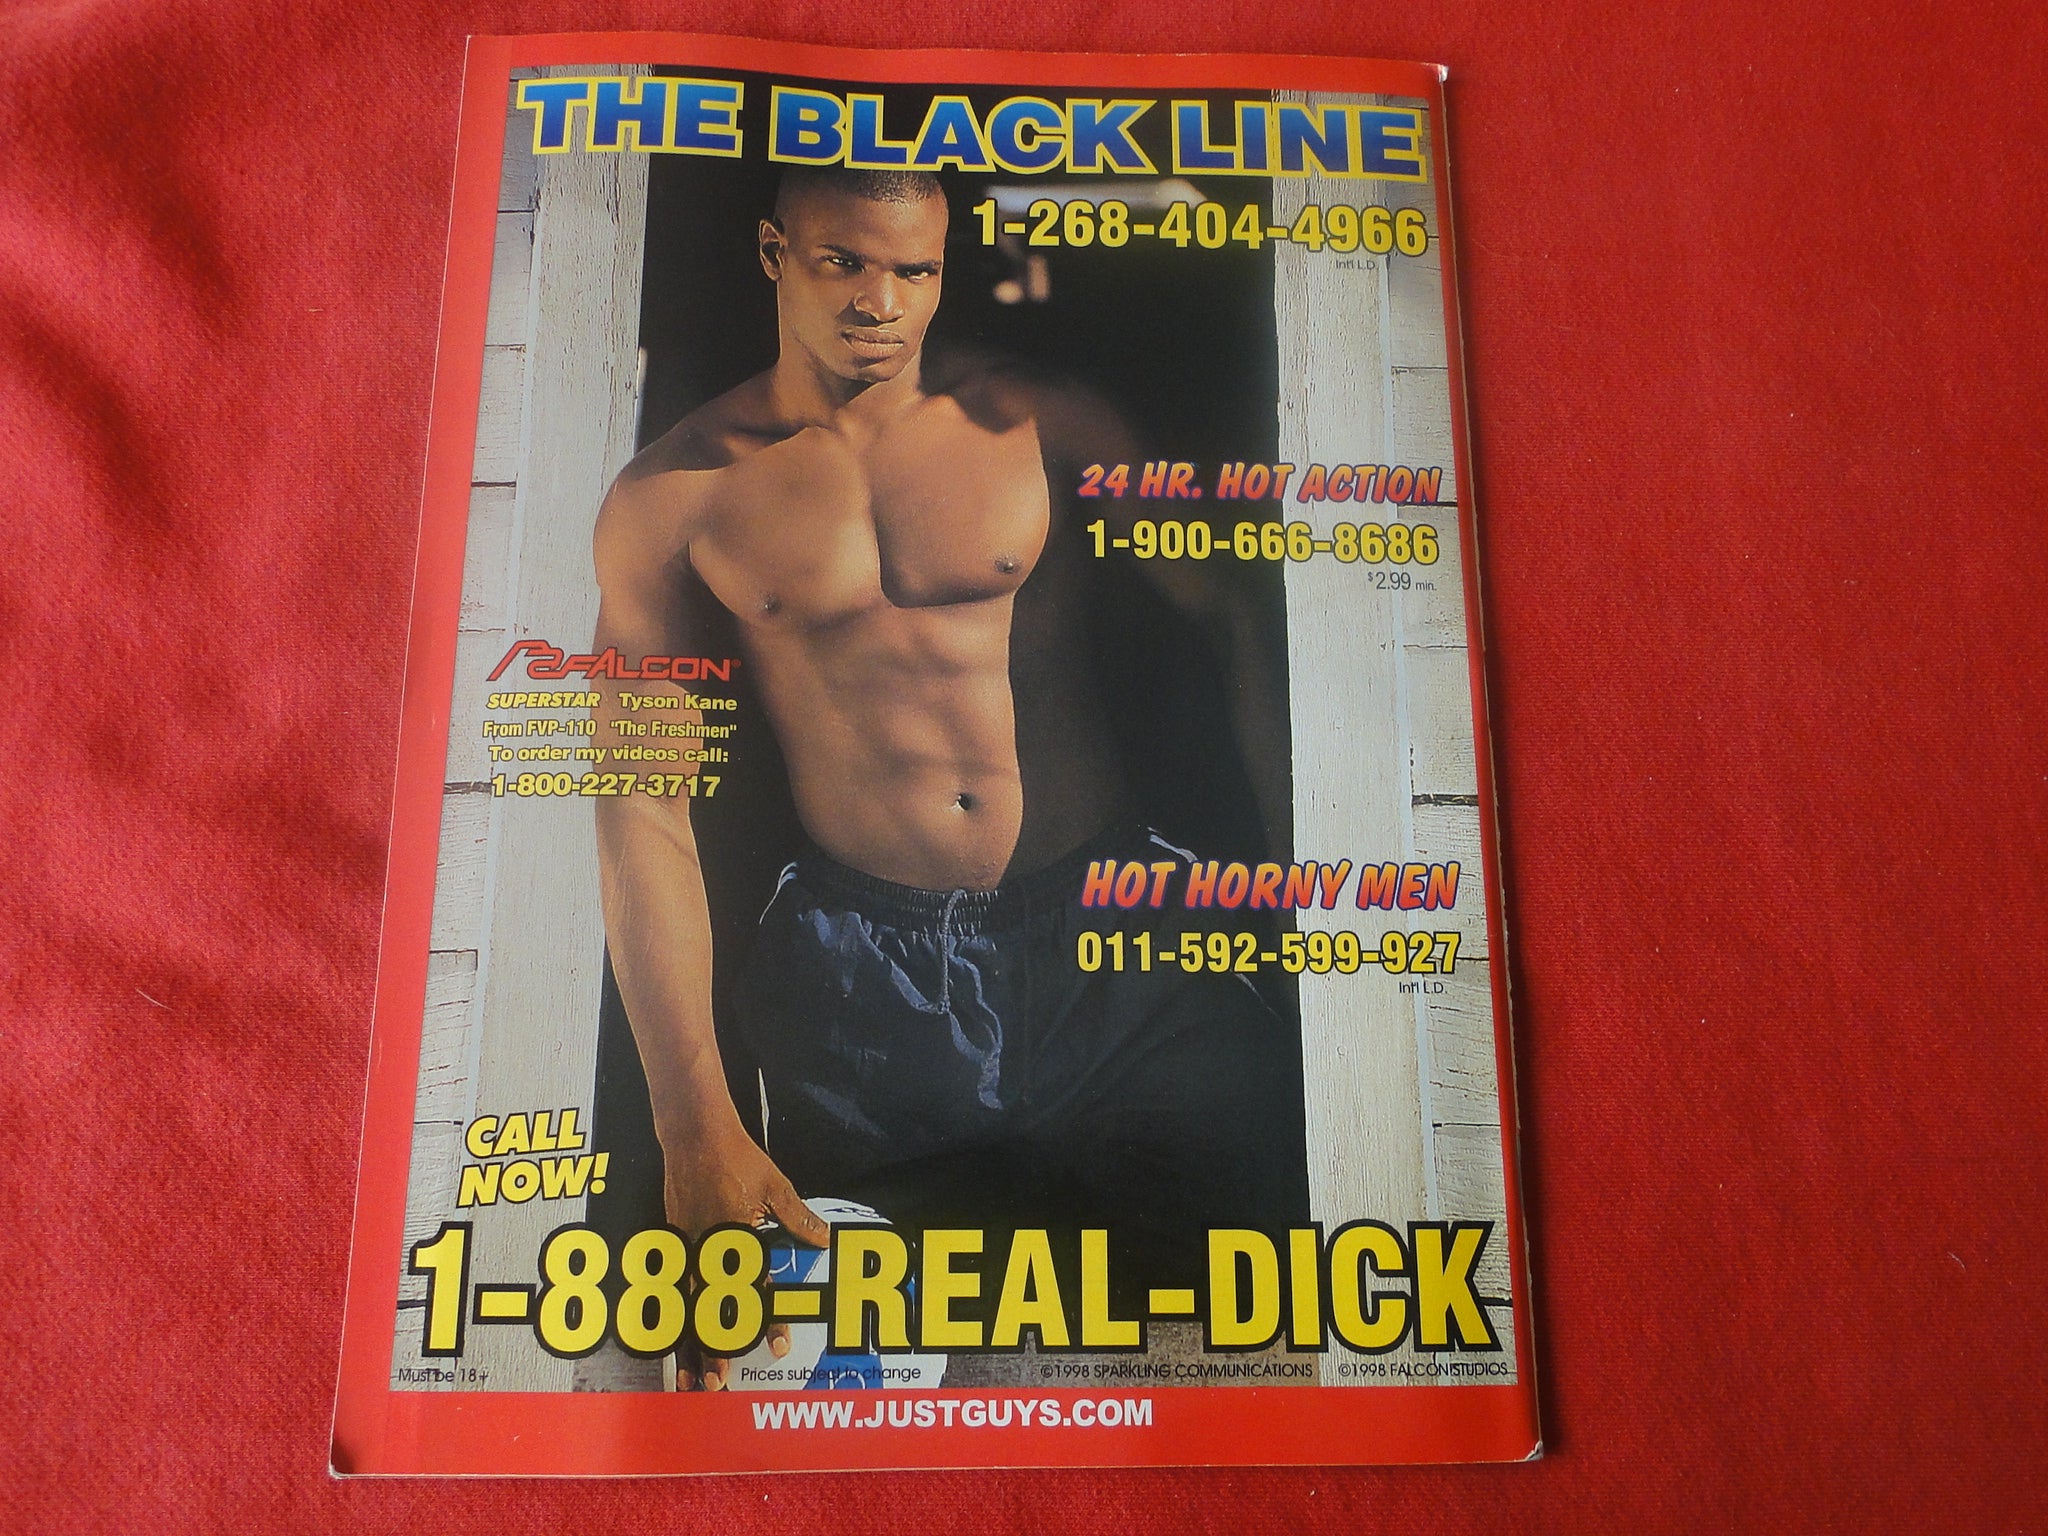 THE BLACK LINE
1-268-404-4966
Int'l L.D.
24 HR. HOT ACTION
1-900-666-8686
$2.99 min.
FALCON®
SUPERSTAR Tyson Kane
From FVP-110 "The Freshmen"
To order my videos call:
1-800-227-3717
HOT HORNY MEN
011-592-599-927
Int'l L.D.
CALL
NOW!
1-888-REAL-DICK
Must be 18+ Prices subject to change ©1998 SPARKLING COMMUNICATIONS ©1998 FALCON STUDIOS
WWW.JUSTGUYS.COM